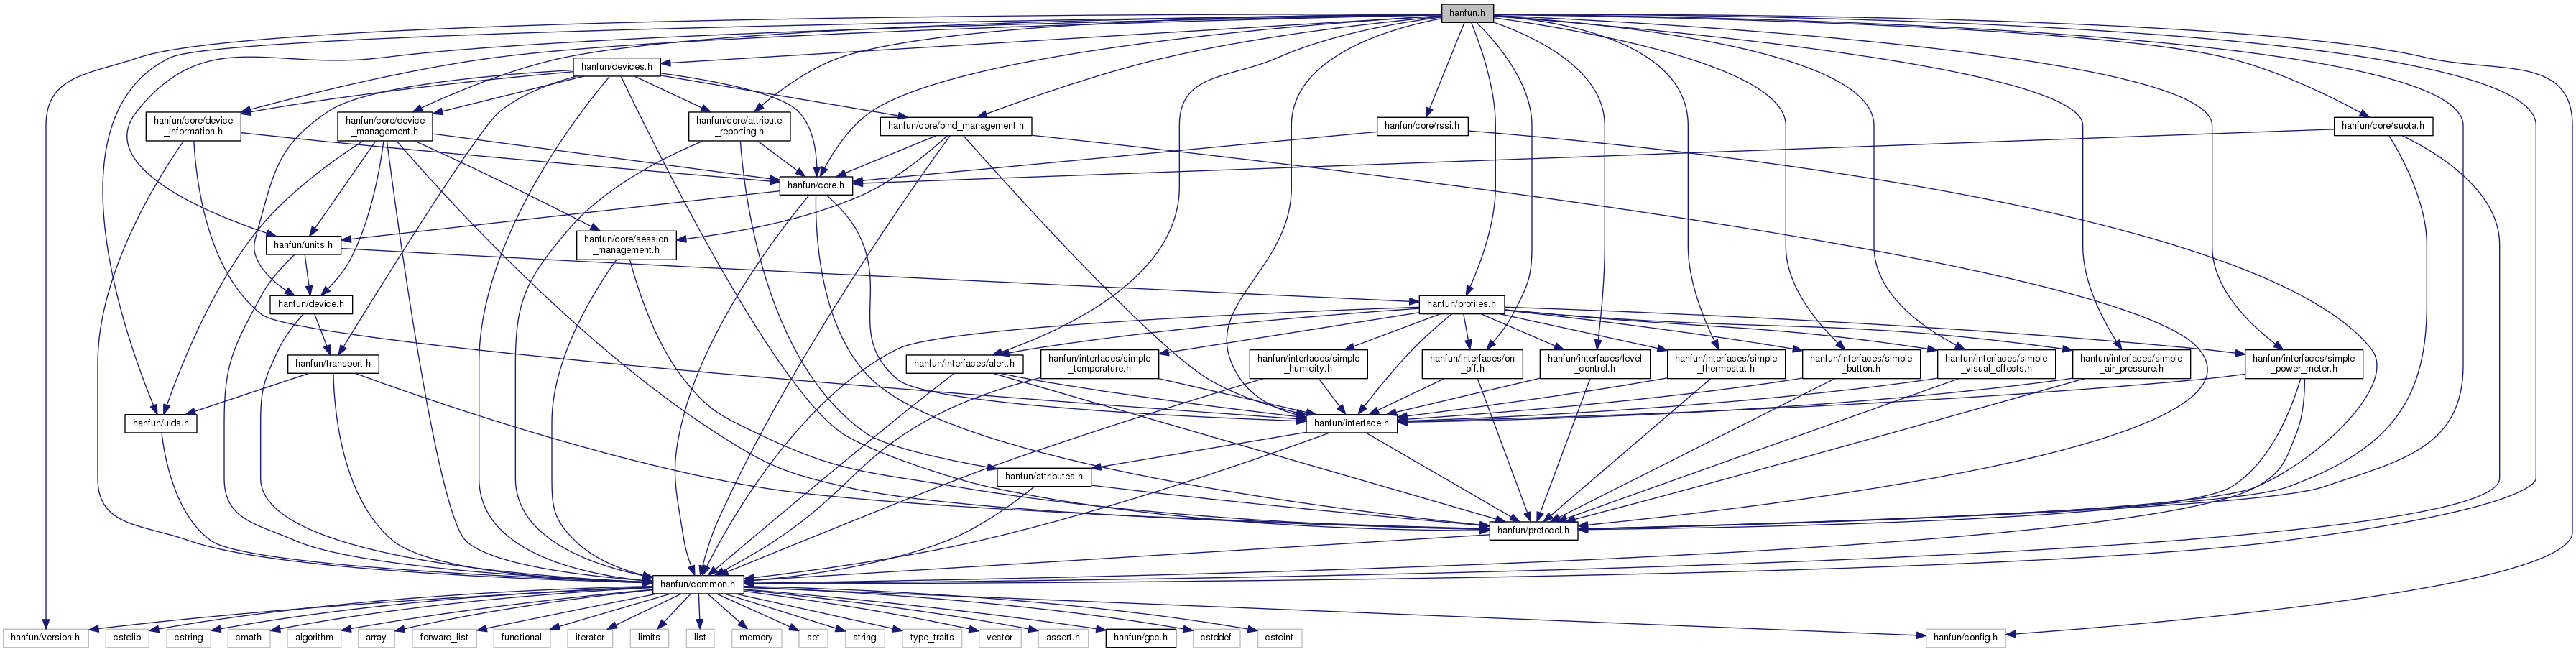 hanfun.h
hanfun/devices.h
hanfun/core/device
_information.h
hanfun/core/device
_management.h
hanfun/core/attribute
_reporting.h
hanfun/core/bind_management.h
hanfun/core/rssi.h
hanfun/core/suota.h
hanfun/core.h
hanfun/units.h
hanfun/core/session
_management.h
hanfun/device.h
hanfun/profiles.h
hanfun/transport.h
hanfun/interfaces/alert.h
hanfun/interfaces/simple
_temperature.h
hanfun/interfaces/simple
_humidity.h
hanfun/interfaces/on
_off.h
hanfun/interfaces/level
_control.h
hanfun/interfaces/simple
_thermostat.h
hanfun/interfaces/simple
_button.h
hanfun/interfaces/simple
_visual_effects.h
hanfun/interfaces/simple
_air_pressure.h
hanfun/interfaces/simple
_power_meter.h
hanfun/uids.h
hanfun/interface.h
hanfun/attributes.h
hanfun/protocol.h
hanfun/common.h
hanfun/version.h
cstdlib
cstring
cmath
algorithm
array
forward_list
functional
iterator
limits
list
memory
set
string
type_traits
vector
assert.h
hanfun/gcc.h
cstddef
cstdint
hanfun/config.h